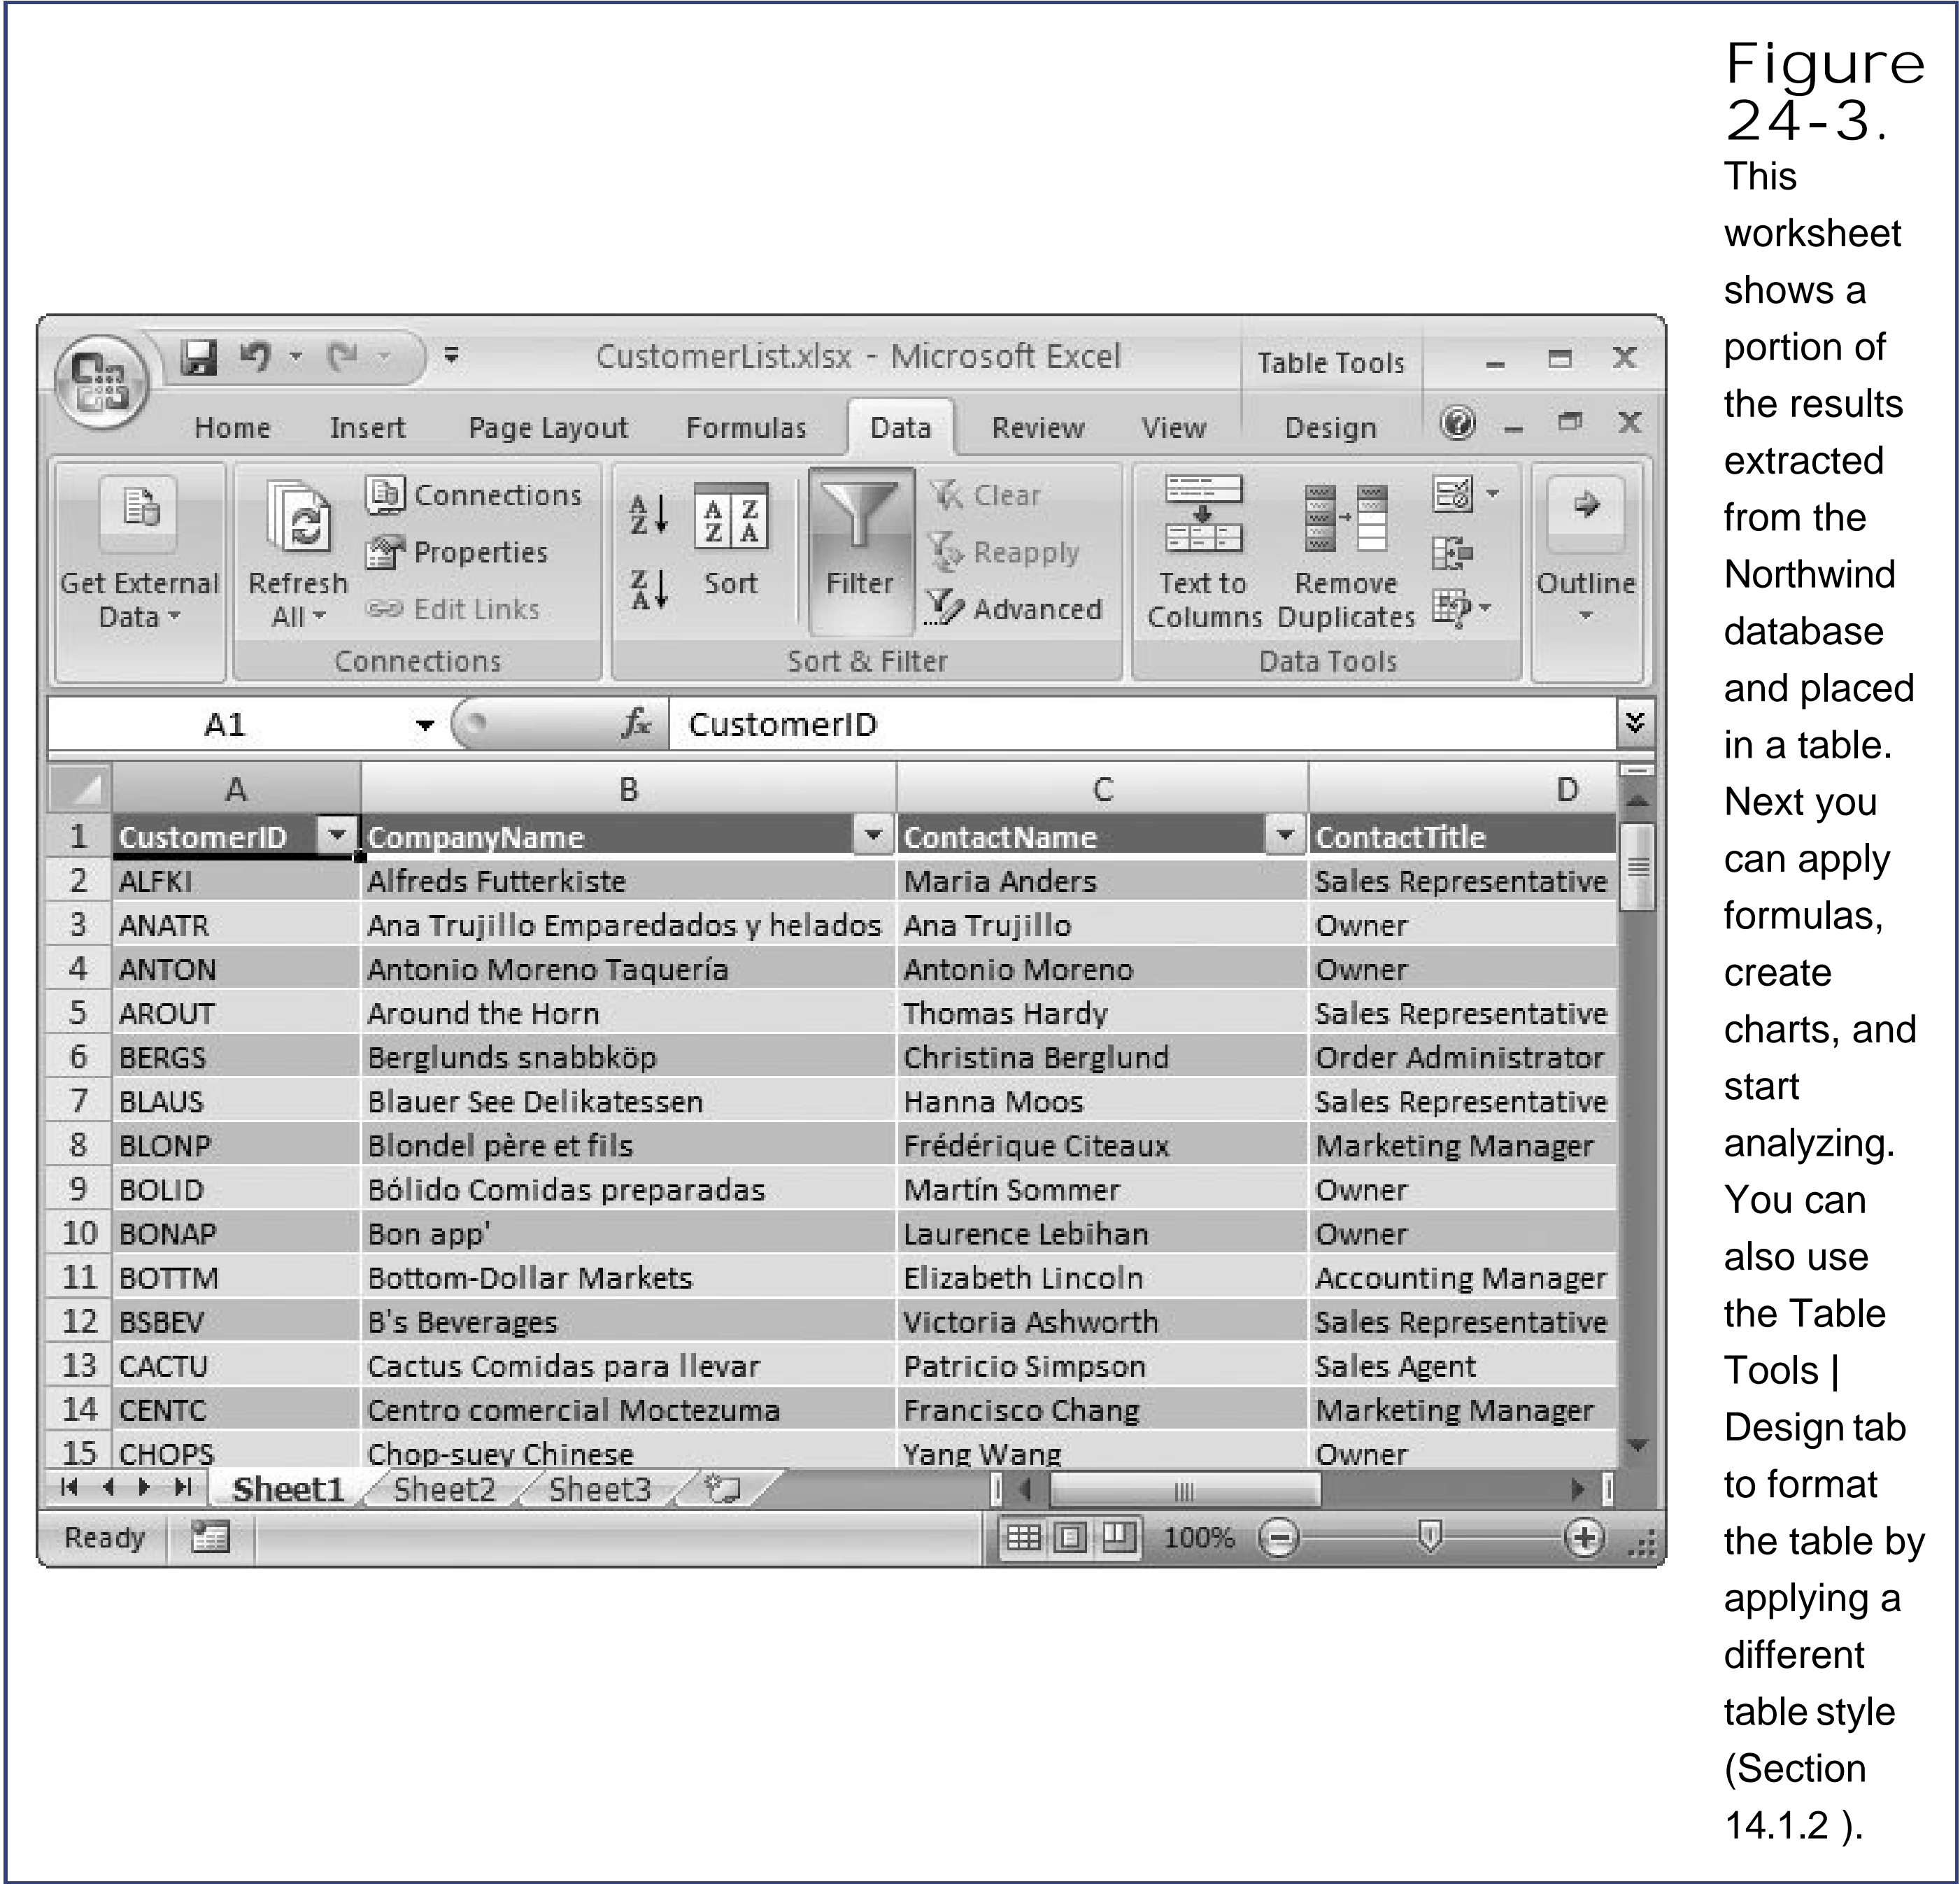 Figure
24-3.
This
worksheet
shows a
portion of
the results
extracted
from the
Northwind
database
and placed
in a table.
Next you
can apply
formulas,
create
charts, and
start
analyzing.
You can
also use
the Table
Tools |
Design tab
to format
the table by
applying a
different
table style
(Section
14.1.2 ).
CustomerList.xlsx - Microsoft Excel Table Tools
Home Insert Page Layout Formulas Data Review View Design
Get External
Data
Refresh
All
Connections
Properties
Edit Links
Connections
Sort
Filter
Clear
Reapply
Advanced
Sort & Filter
Text to
Columns
Remove
Duplicates
Data Tools
Outline
A1 fx CustomerID
A B C D
1 CustomerID CompanyName ContactName ContactTitle
2 ALFKI Alfreds Futterkiste Maria Anders Sales Representative
3 ANATR Ana Trujillo Emparedados y helados Ana Trujillo Owner
4 ANTON Antonio Moreno Taquería Antonio Moreno Owner
5 AROUT Around the Horn Thomas Hardy Sales Representative
6 BERGS Berglunds snabbköp Christina Berglund Order Administrator
7 BLAUS Blauer See Delikatessen Hanna Moos Sales Representative
8 BLONP Blondel père et fils Frédérique Citeaux Marketing Manager
9 BOLID Bólido Comidas preparadas Martín Sommer Owner
10 BONAP Bon app' Laurence Lebihan Owner
11 BOTTM Bottom-Dollar Markets Elizabeth Lincoln Accounting Manager
12 BSBEV B's Beverages Victoria Ashworth Sales Representative
13 CACTU Cactus Comidas para llevar Patricio Simpson Sales Agent
14 CENTC Centro comercial Moctezuma Francisco Chang Marketing Manager
15 CHOPS Chop-suey Chinese Yang Wang Owner
Sheet1 Sheet2 Sheet3
Ready 100%